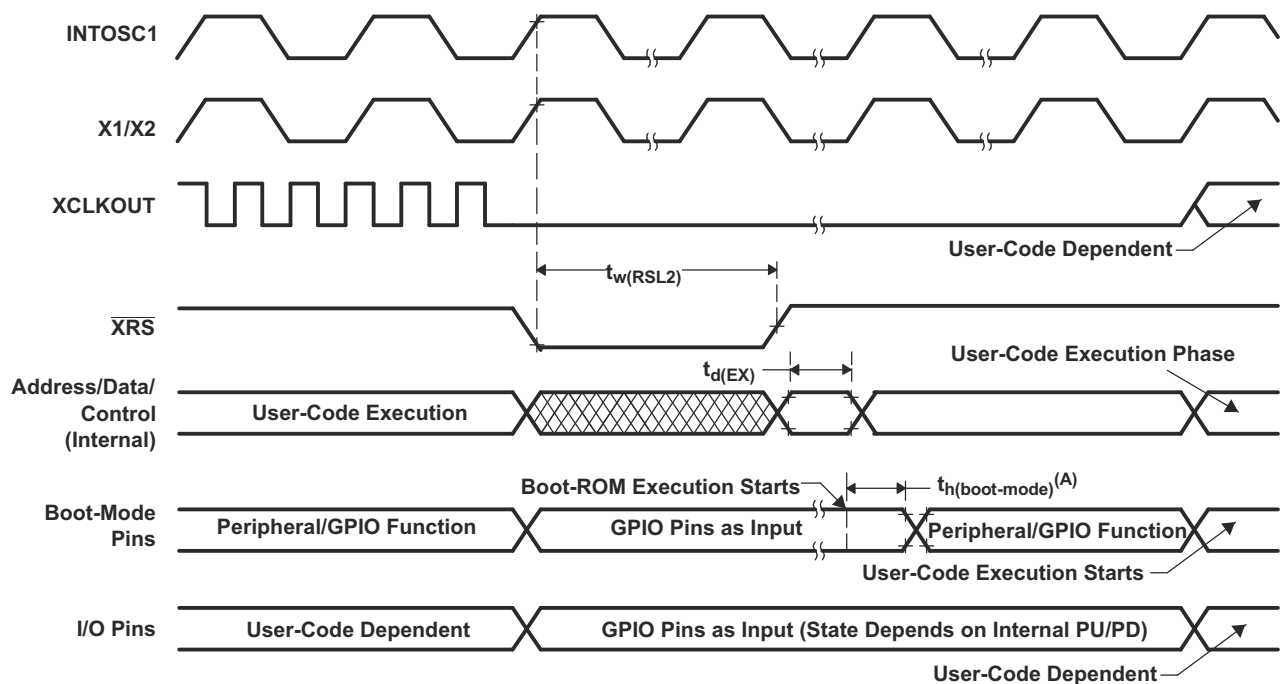 INTOSC1
X1/X2
XCLKOUT
User-Code Dependent
tw(RSL2)
XRS
User-Code Execution Phase
td(EX)
Address/Data/
Control
(Internal)
User-Code Execution
Boot-ROM Execution Starts
th(boot-mode)(A)
Boot-Mode
Pins
Peripheral/GPIO Function
GPIO Pins as Input
Peripheral/GPIO Function
User-Code Execution Starts
I/O Pins
User-Code Dependent
GPIO Pins as Input (State Depends on Internal PU/PD)
User-Code Dependent